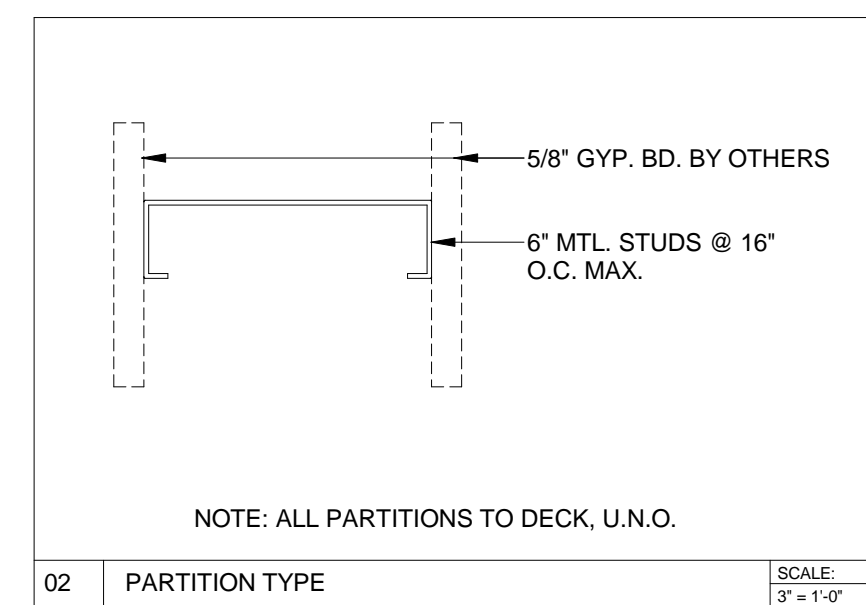 5/8" GYP. BD. BY OTHERS
6" MTL. STUDS @ 16"
O.C. MAX.
NOTE: ALL PARTITIONS TO DECK, U.N.O.
02 PARTITION TYPE
SCALE:
3" = 1'-0"